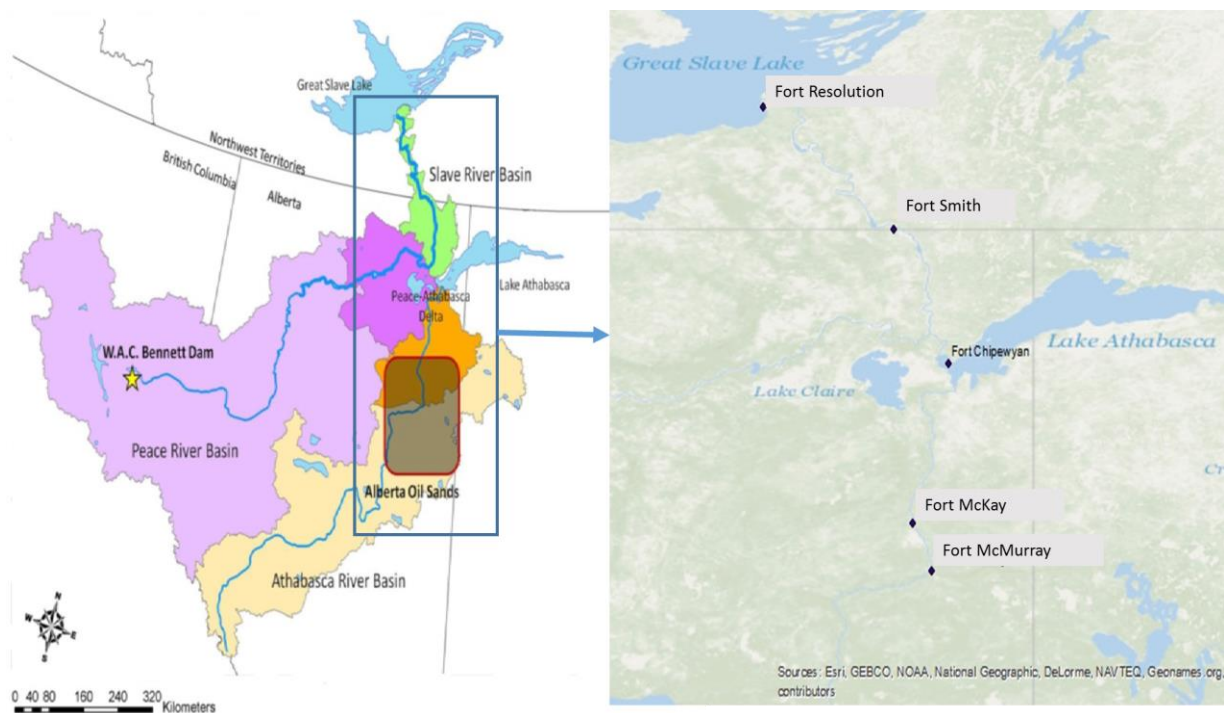 Great Slave Lake
Northwest Territories
British Columbia
Alberta
Slave River Basin
Lake Athabasca
Peace-Athabasca
Delta
W.A.C. Bennett Dam
Peace River Basin
Alberta Oil Sands
Athabasca River Basin
N
W
E
S
0 40 80 160 240 320
Kilometers
Great Slave Lake
Fort Resolution
Fort Smith
Fort Chipewyan
Lake Athabasca
Lake Claire
Cr
Fort McKay
Fort McMurray
Sources: Esri, GEBCO, NOAA, National Geographic, DeLorme, NAVTEQ, Geonames.org,
contributors